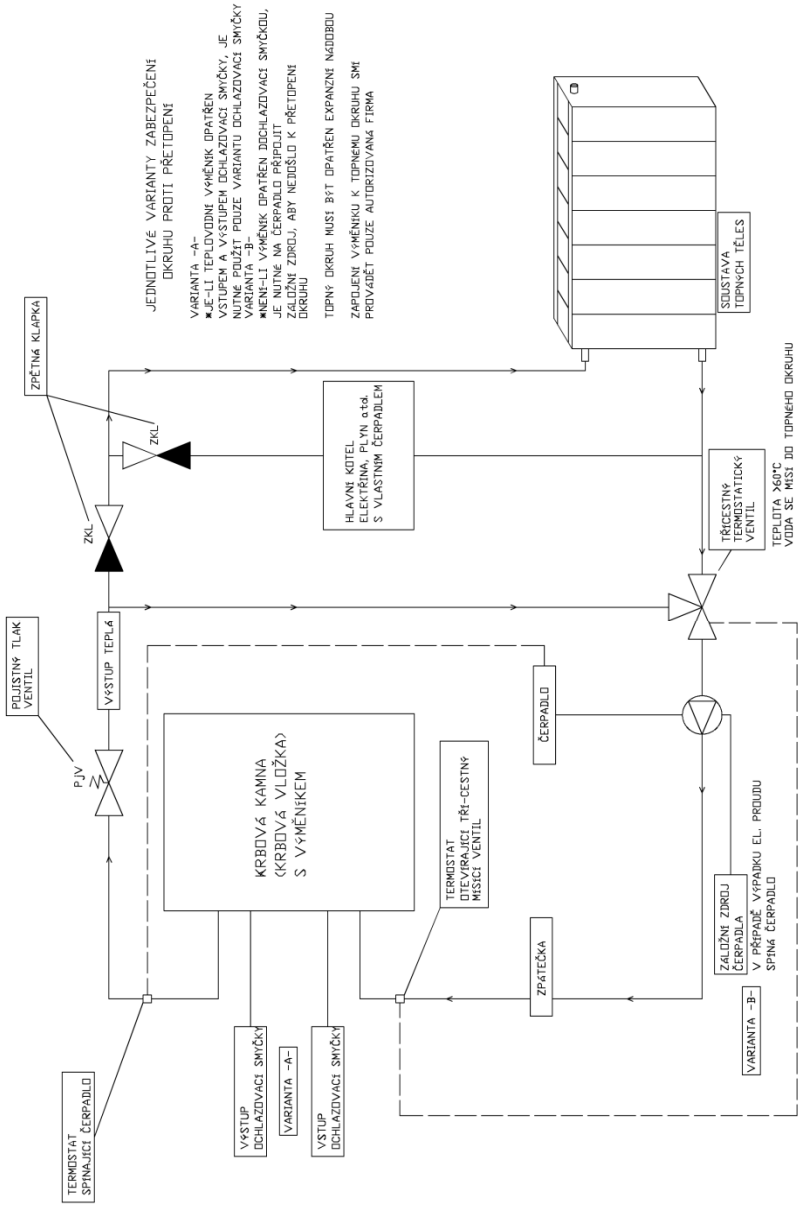 JEDNOTLIVÉ VARIANTY ZABEZPEČENÍ
OKRUHU PROTI PŘETOPENÍ
VARIANTA -A-
*JE-LI TEPLOVODNÍ VÝMĚNÍK OPATŘEN
VSTUPEM A VÝSTUPEM OCHLAZOVACÍ SMYČKY, JE
NUTNÉ POUŽÍT POUZE VARIANTU OCHLAZOVACÍ SMYČKY
VARIANTA -B-
*NENÍ-LI VÝMĚNÍK OPATŘEN DOCHLAZOVACÍ SMYČKOU,
JE NUTNÉ NA ČERPADLO PŘIPOJIT
ZÁLOŽNÍ ZDROJ, ABY NEDOŠLO K PŘETOPENÍ
OKRUHU
TOPNÝ OKRUH MUSÍ BÝT OPATŘEN EXPANZNÍ NÁDOBOU
ZAPOJENÍ VÝMĚNÍKU K TOPNÉMU OKRUHU SMÍ
PROVÁDĚT POUZE AUTORIZOVANÁ FIRMA
TERMOSTAT
SPÍNAJÍCÍ ČERPADLO
POJISTNÝ TLAK
VENTIL
PJV
VÝSTUP TEPLÁ
ZPĚTNÁ KLAPKA
ZKL
ZKL
KRBOVÁ KAMNA
(KRBOVÁ VLOŽKA)
S VÝMĚNÍKEM
HLAVNÍ KOTEL
ELEKTŘINA, PLYN atd.
S VLASTNÍM ČERPADLEM
VÝSTUP
OCHLAZOVACÍ SMYČKY
VARIANTA -A-
VSTUP
OCHLAZOVACÍ SMYČKY
TERMOSTAT
OTEVÍRAJÍCÍ TŘÍ-CESTNÝ
MÍSÍCÍ VENTIL
ČERPADLO
ZPÁTEČKA
ZÁLOŽNÍ ZDROJ
ČERPADLA
V PŘÍPADĚ VÝPADKU EL. PROUDU
SPÍNÁ ČERPADLO
VARIANTA -B-
TŘÍCESTNÝ
TERMOSTATICKÝ
VENTIL
TEPLOTA >60°C
VODA SE MÍSÍ DO TOPNÉHO OKRUHU
SOUSTAVA
TOPNÝCH TĚLES